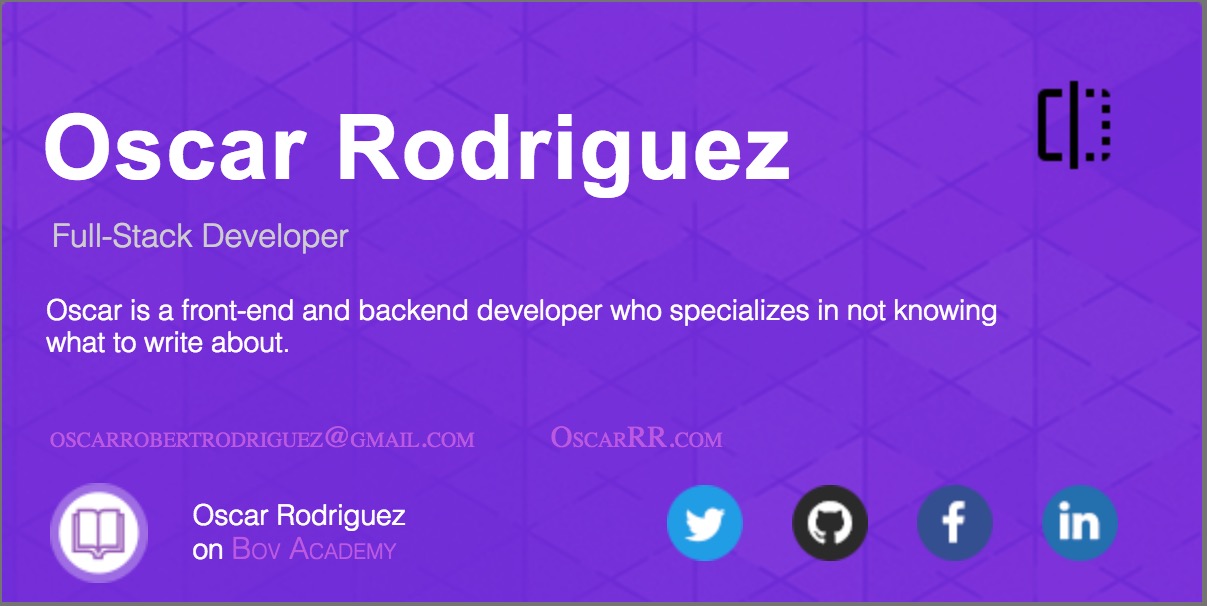 Oscar Rodriguez
Full-Stack Developer
Oscar is a front-end and backend developer who specializes in not knowing
what to write about.
oscarrobertrodriguez@gmail.com
OscarRR.com
Oscar Rodriguez
on Bov Academy